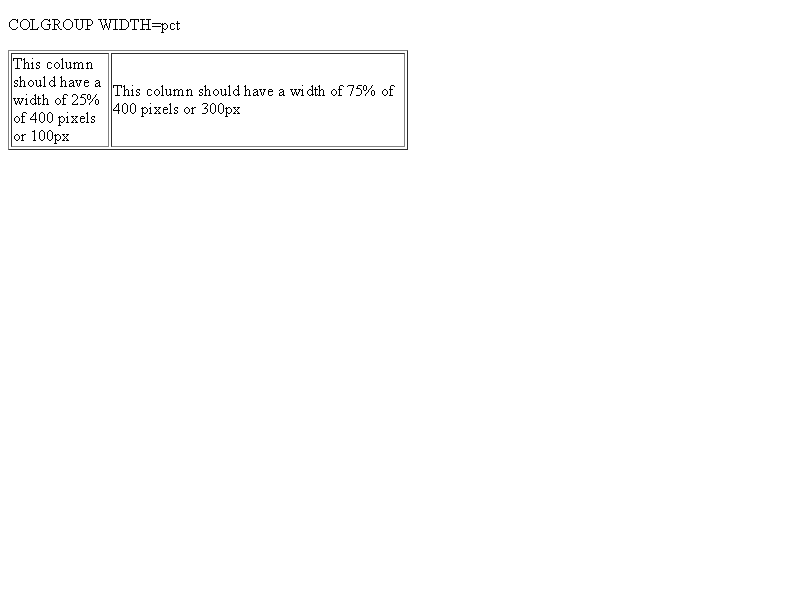 COLGROUP WIDTH=pct
This column
should have a
width of 25%
of 400 pixels
or 100px
This column should have a width of 75% of
400 pixels or 300px